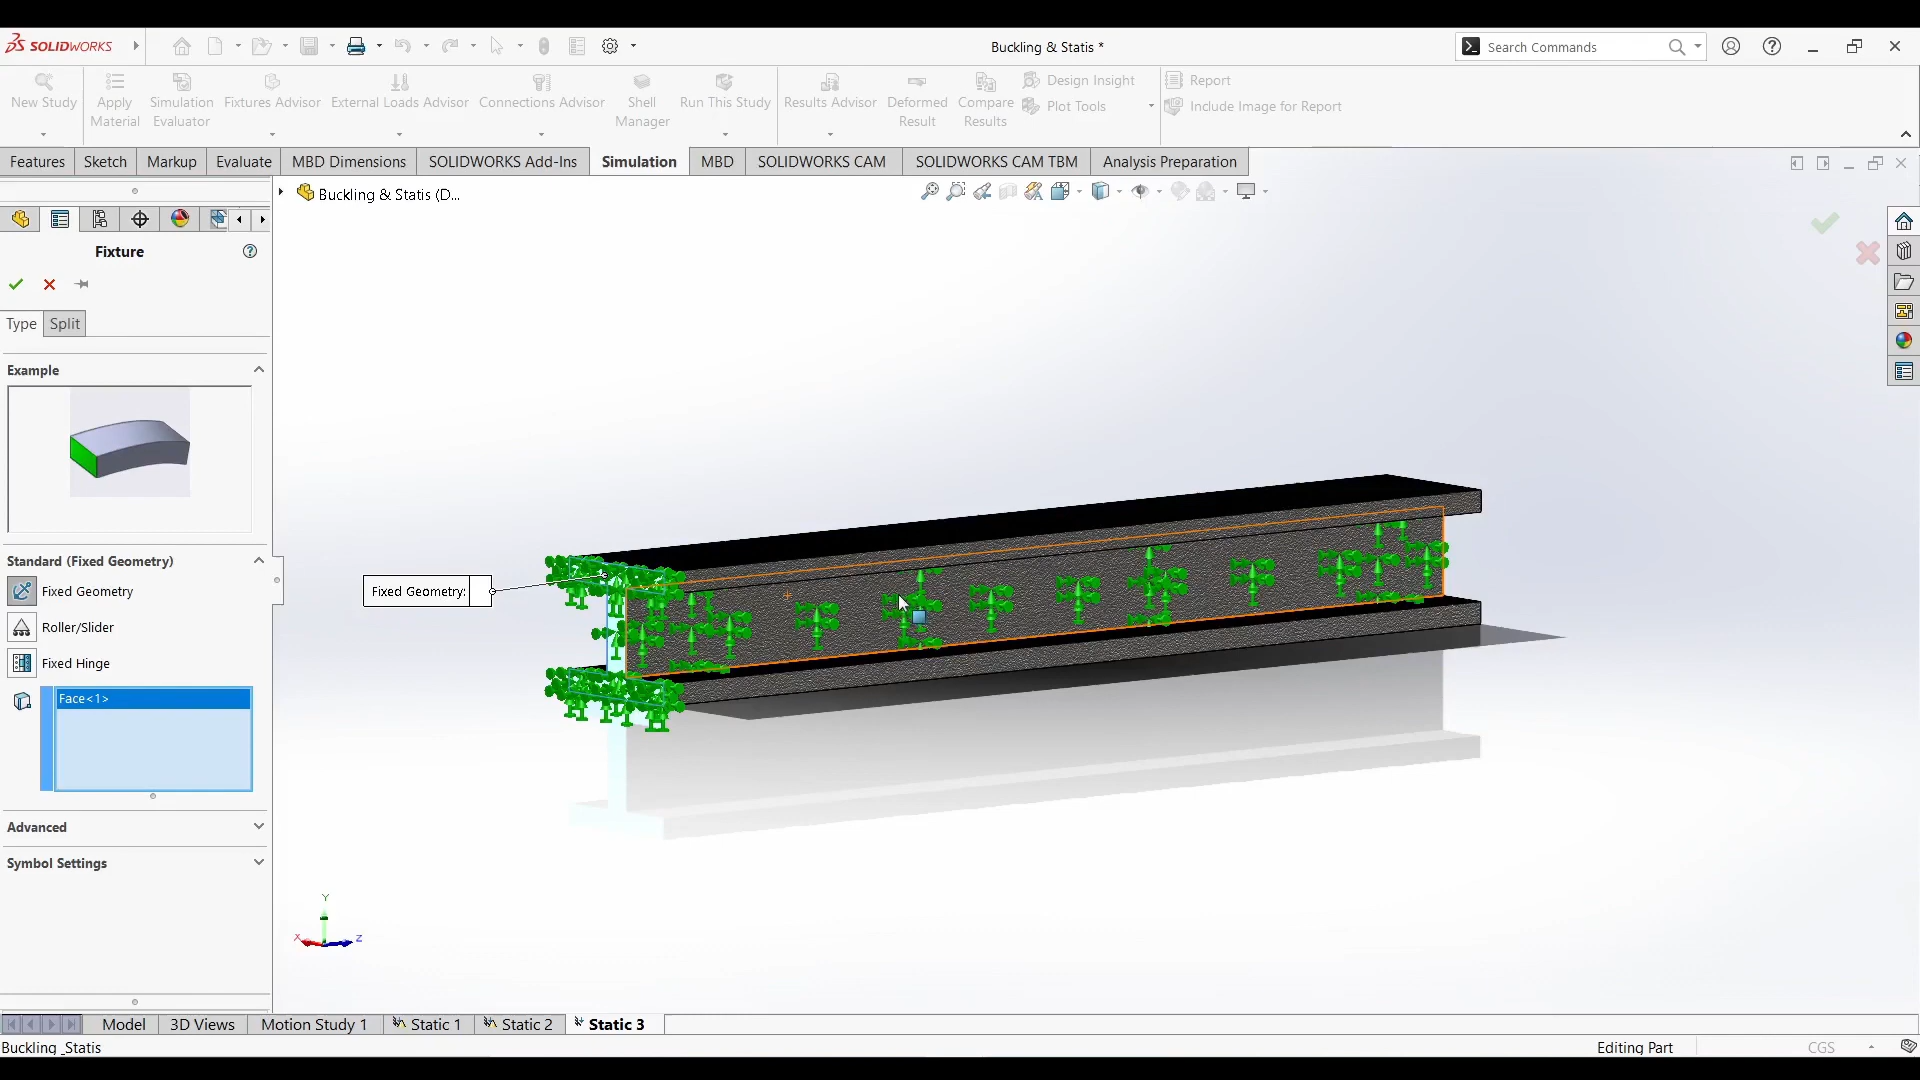 SOLIDWORKS
Buckling & Statis *
Search Commands
New Study
Apply Material
Simulation Evaluator
Fixtures Advisor
External Loads Advisor
Connections Advisor
Shell Manager
Run This Study
Results Advisor
Deformed Result
Compare Results
Design Insight
Plot Tools
Report
Include Image for Report
Features
Sketch
Markup
Evaluate
MBD Dimensions
SOLIDWORKS Add-Ins
Simulation
MBD
SOLIDWORKS CAM
SOLIDWORKS CAM TBM
Analysis Preparation
Buckling & Statis (D...
Fixture
Type
Split
Example
Standard (Fixed Geometry)
Fixed Geometry
Roller/Slider
Fixed Hinge
Face<1>
Advanced
Symbol Settings
Fixed Geometry:
Y
X
Z
Model
3D Views
Motion Study 1
Static 1
Static 2
Static 3
Buckling _Statis
Editing Part
CGS